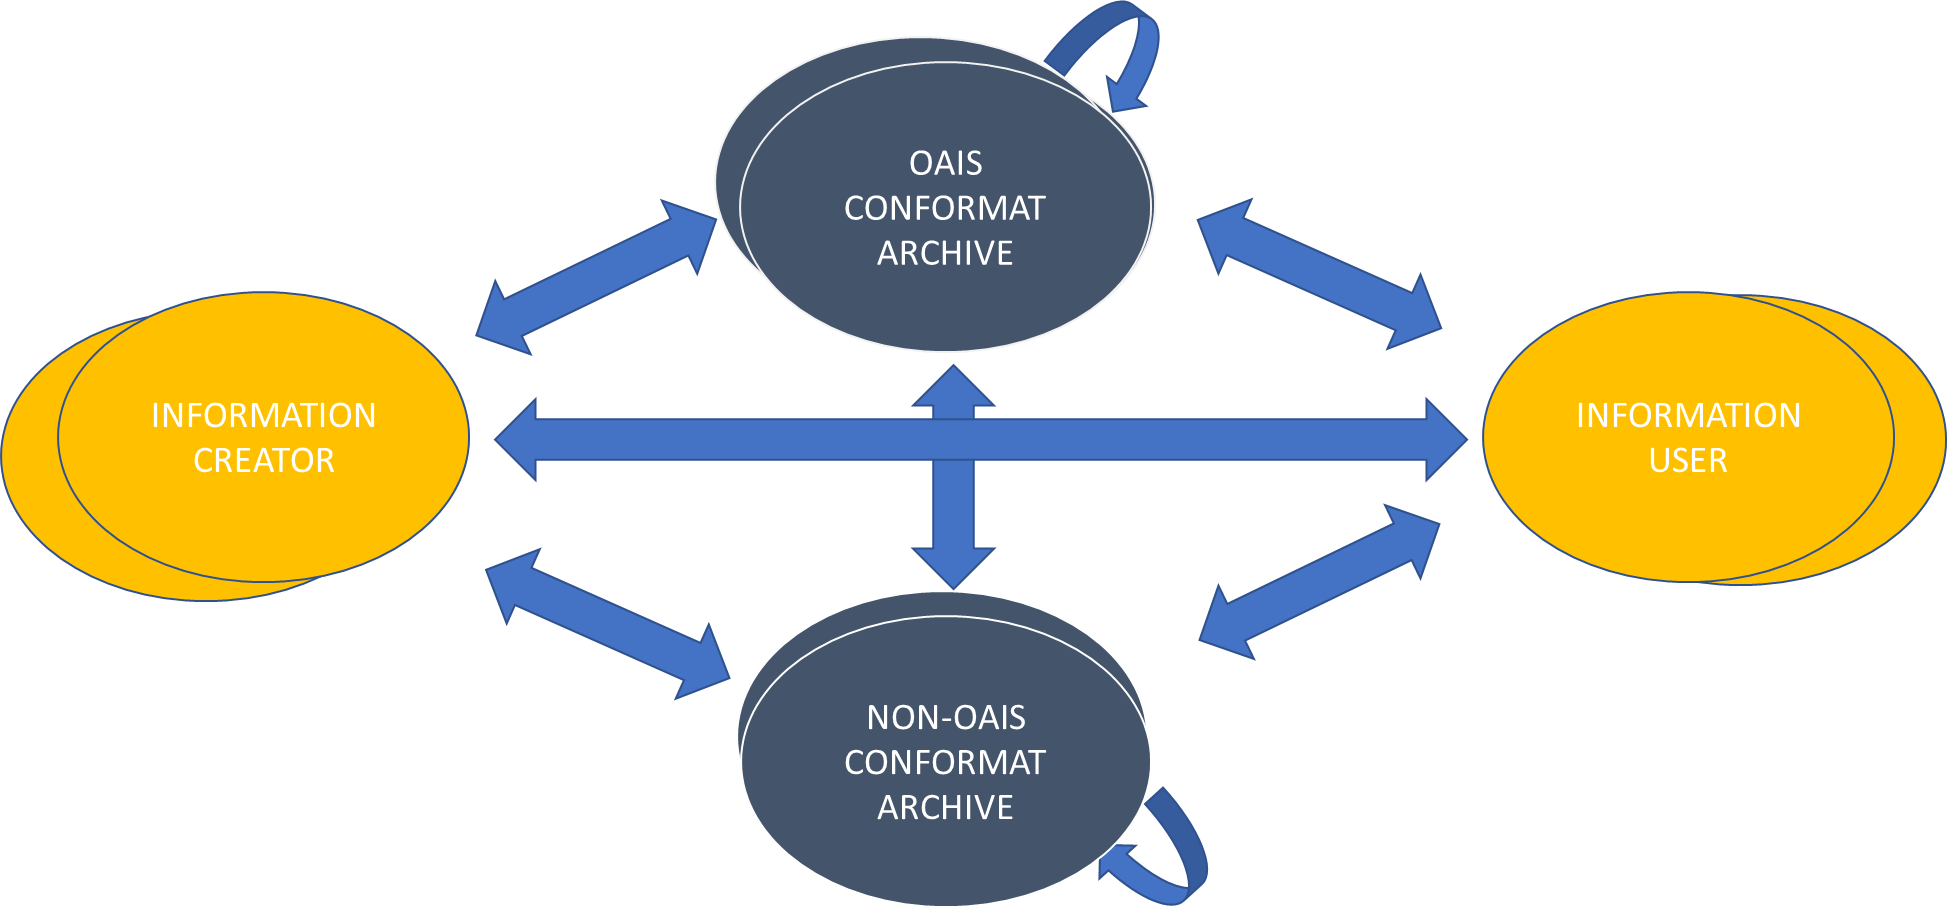 OAIS
CONFORMAT
ARCHIVE
INFORMATION
CREATOR
INFORMATION
USER
NON-OAIS
CONFORMAT
ARCHIVE